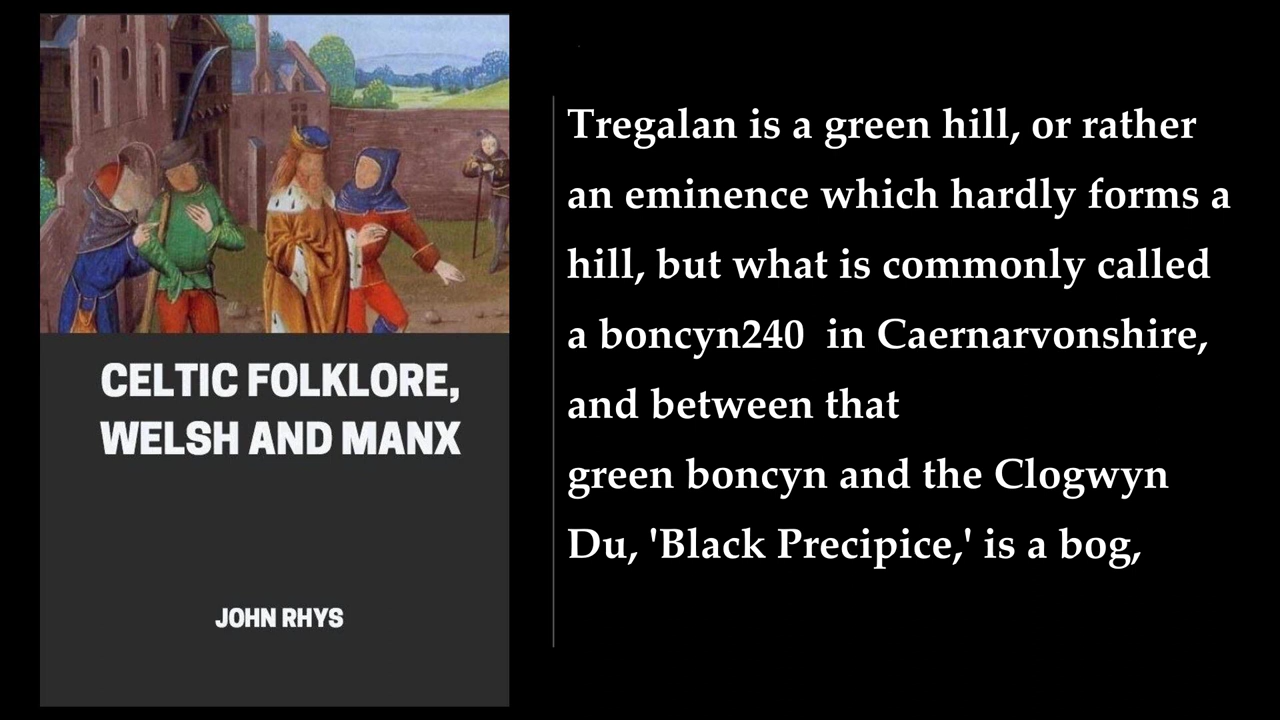 CELTIC FOLKLORE,
WELSH AND MANX
JOHN RHYS
Tregalan is a green hill, or rather
an eminence which hardly forms a
hill, but what is commonly called
a boncyn240  in Caernarvonshire,
and between that
green boncyn and the Clogwyn
Du, 'Black Precipice,' is a bog,